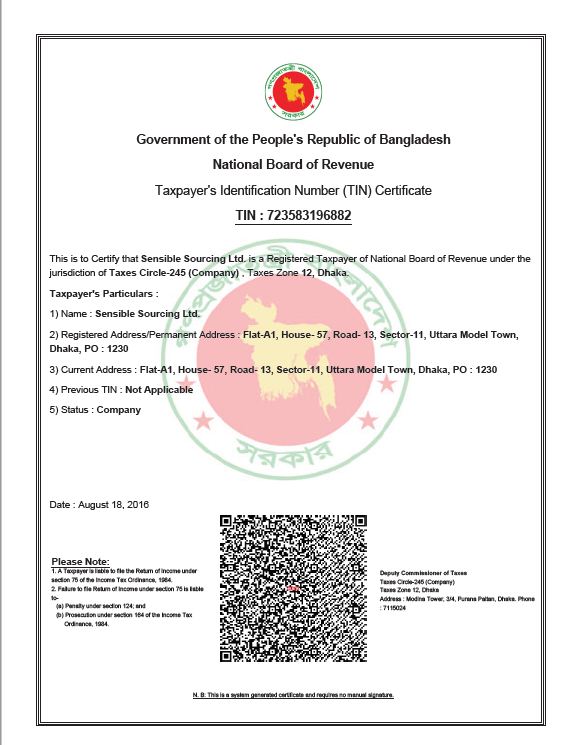 গণপ্রজাতন্ত্রী বাংলাদেশ
সরকার
Government of the People's Republic of Bangladesh
National Board of Revenue
Taxpayer's Identification Number (TIN) Certificate
TIN : 723583196882
This is to Certify that Sensible Sourcing Ltd. is a Registered Taxpayer of National Board of Revenue under the
jurisdiction of Taxes Circle-245 (Company) , Taxes Zone 12, Dhaka.
Taxpayer's Particulars :
1) Name : Sensible Sourcing Ltd.
2) Registered Address/Permanent Address : Flat-A1, House- 57, Road- 13, Sector-11, Uttara Model Town,
Dhaka, PO : 1230
3) Current Address : Flat-A1, House- 57, Road- 13, Sector-11, Uttara Model Town, Dhaka, PO : 1230
4) Previous TIN : Not Applicable
5) Status : Company
গণপ্রজাতন্ত্রী বাংলাদেশ
সরকার
Date : August 18, 2016
Please Note:
1. A Taxpayer is liable to file the Return of Income under
section 75 of the Income Tax Ordinance, 1984.
2. Failure to file Return of Income under section 75 is liable
to-
(a) Penalty under section 124; and
(b) Prosecution under section 164 of the Income Tax
Ordinance, 1984.
Deputy Commissioner of Taxes
Taxes Circle-245 (Company)
Taxes Zone 12, Dhaka
Address : Modina Tower, 3/4, Purana Paltan, Dhaka. Phone
: 7115024
N. B: This is a system generated certificate and requires no manual signature.